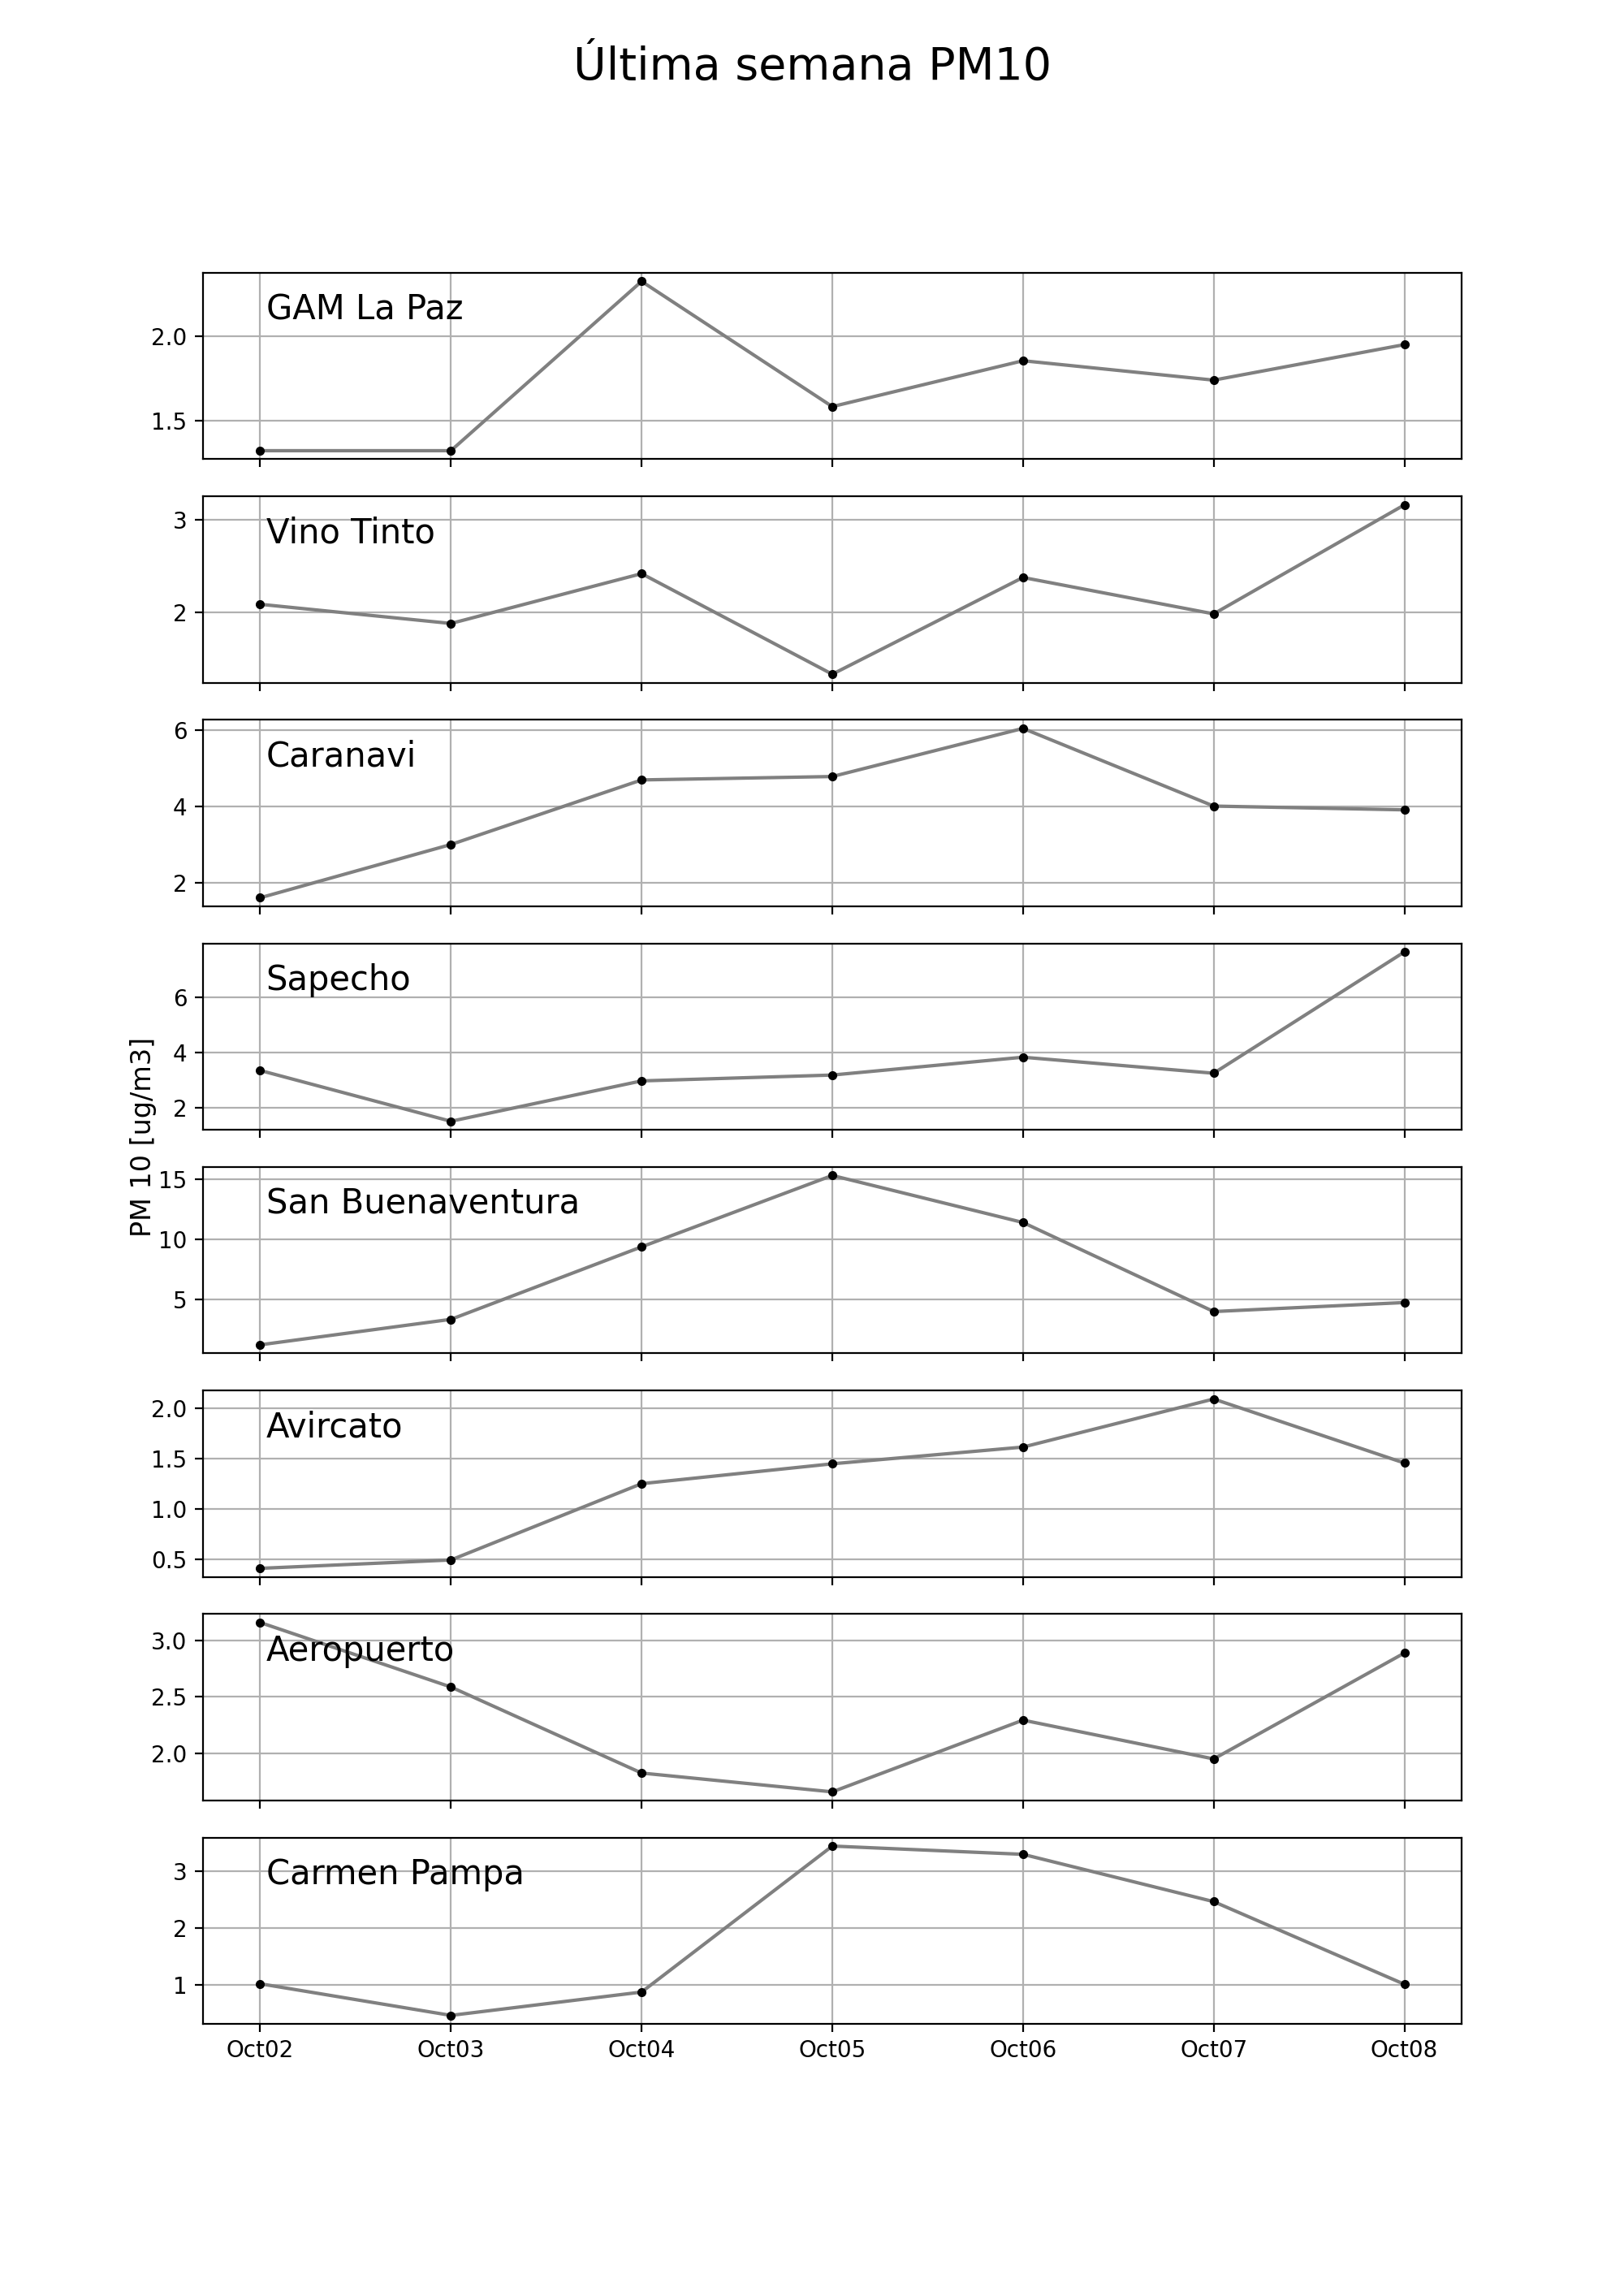 Última semana PM10
GAM La Paz
2.0
1.5
Vino Tinto
3
2
Caranavi
6
4
2
Sapecho
6
4
2
PM 10 [ug/m3]
San Buenaventura
15
10
5
Avircato
2.0
1.5
1.0
0.5
Aeropuerto
3.0
2.5
2.0
Carmen Pampa
3
2
1
Oct02 Oct03 Oct04 Oct05 Oct06 Oct07 Oct08